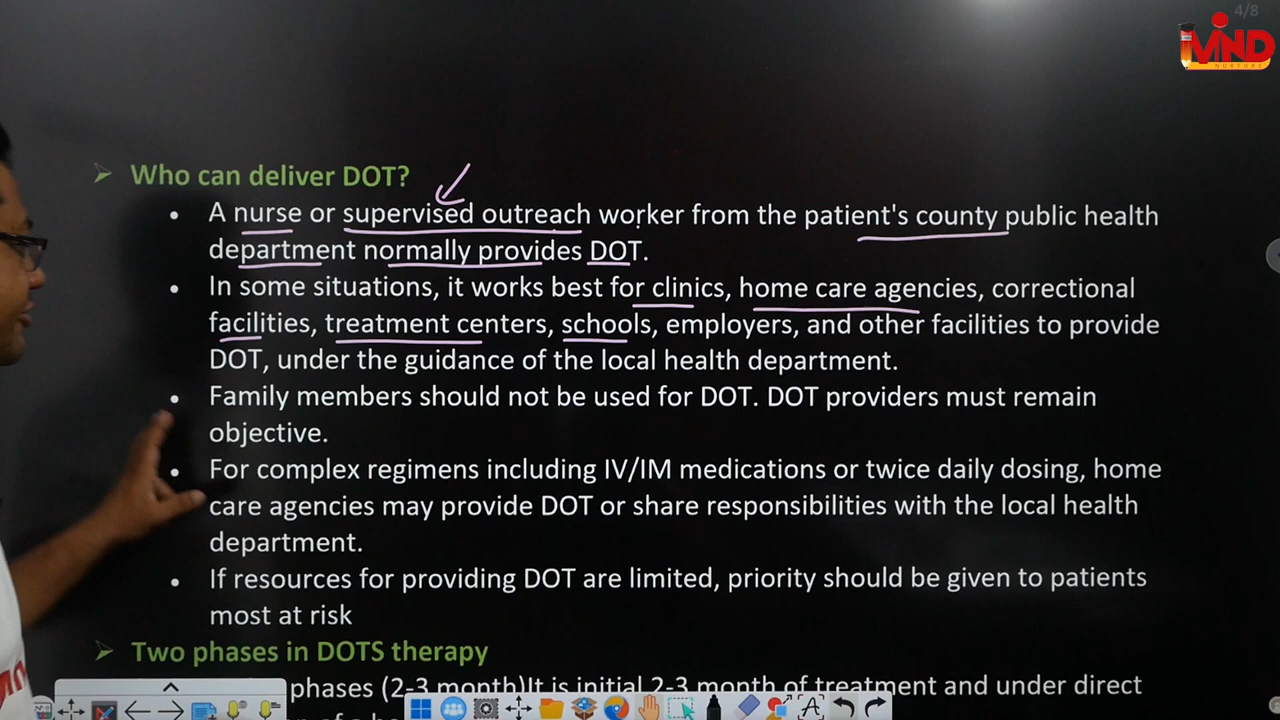 4/8
MIND
NURTURE
Who can deliver DOT?
A nurse or supervised outreach worker from the patient's county public health
department normally provides DOT.
In some situations, it works best for clinics, home care agencies, correctional
facilities, treatment centers, schools, employers, and other facilities to provide
DOT, under the guidance of the local health department.
Family members should not be used for DOT. DOT providers must remain
objective.
For complex regimens including IV/IM medications or twice daily dosing, home
care agencies may provide DOT or share responsibilities with the local health
department.
If resources for providing DOT are limited, priority should be given to patients
most at risk
Two phases in DOTS therapy
phases (2-3 month)It is initial 2-3 month of treatment and under direct